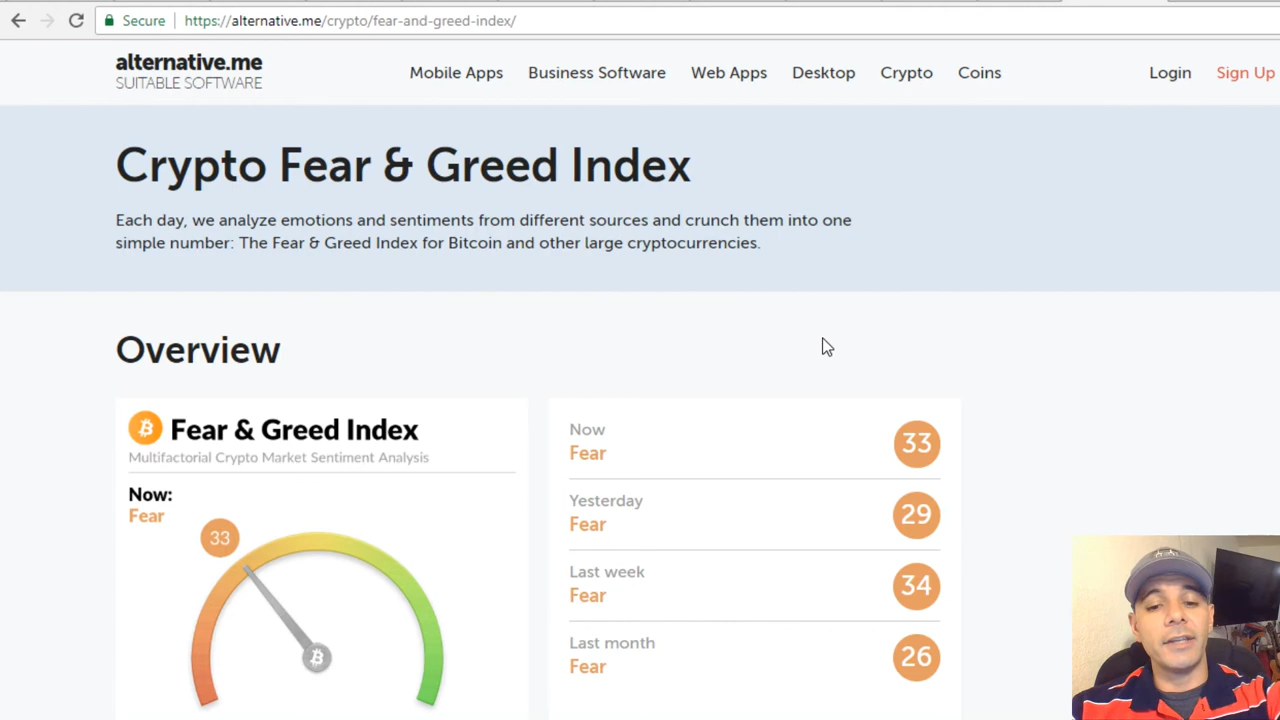 Secure
https://alternative.me/crypto/fear-and-greed-index/
alternative.me
SUITABLE SOFTWARE
Mobile Apps
Business Software
Web Apps
Desktop
Crypto
Coins
Login
Sign Up
Crypto Fear & Greed Index
Each day, we analyze emotions and sentiments from different sources and crunch them into one
simple number: The Fear & Greed Index for Bitcoin and other large cryptocurrencies.
Overview
Fear & Greed Index
Multifactorial Crypto Market Sentiment Analysis
Now:
Fear
33
Now
Fear
33
Yesterday
Fear
29
Last week
Fear
34
Last month
Fear
26